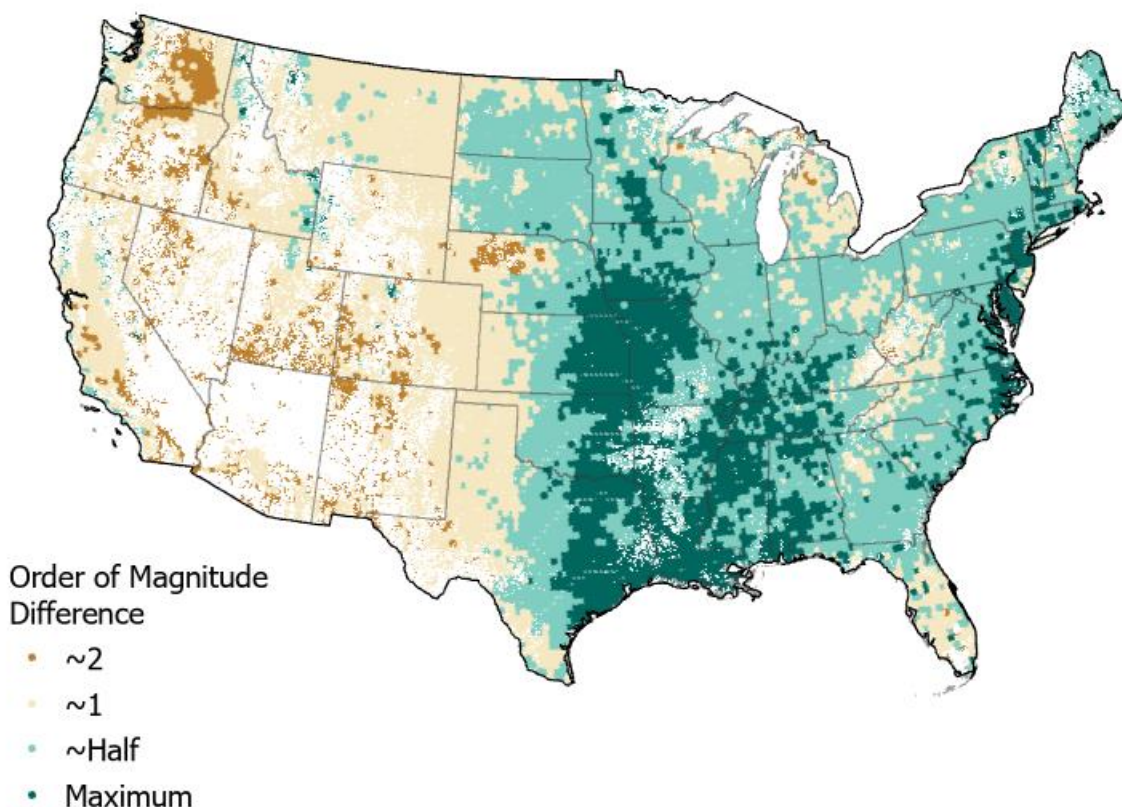 Order of Magnitude
Difference
~2
~1
~Half
Maximum